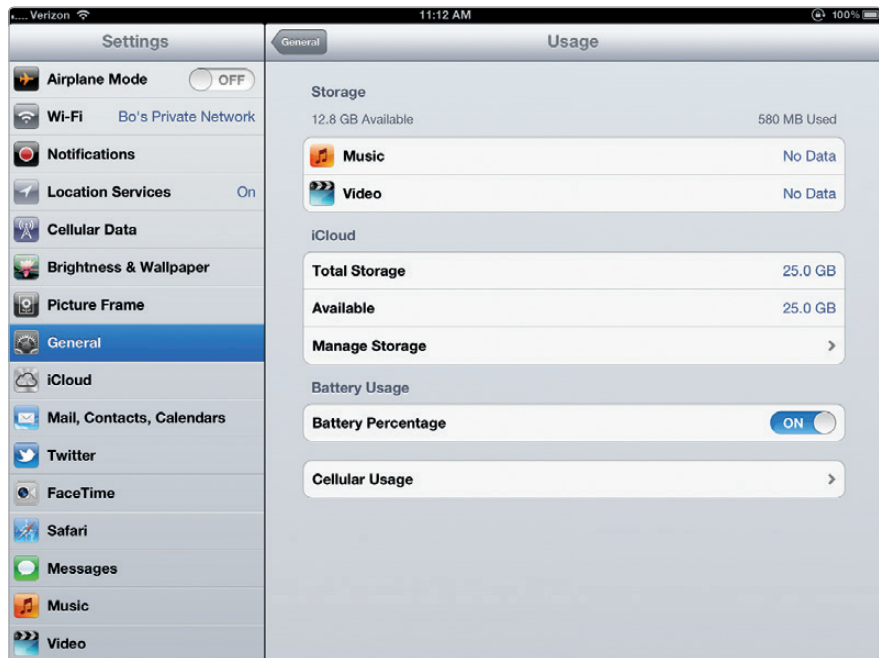 .... Verizon 11:12 AM 100%
Settings
General
Usage
Airplane Mode OFF
Wi-Fi Bo's Private Network
Notifications
Location Services On
Cellular Data
Brightness & Wallpaper
Picture Frame
General
iCloud
Mail, Contacts, Calendars
Twitter
FaceTime
Safari
Messages
Music
Video
Storage
12.8 GB Available 580 MB Used
Music No Data
Video No Data
iCloud
Total Storage 25.0 GB
Available 25.0 GB
Manage Storage
Battery Usage
Battery Percentage ON
Cellular Usage